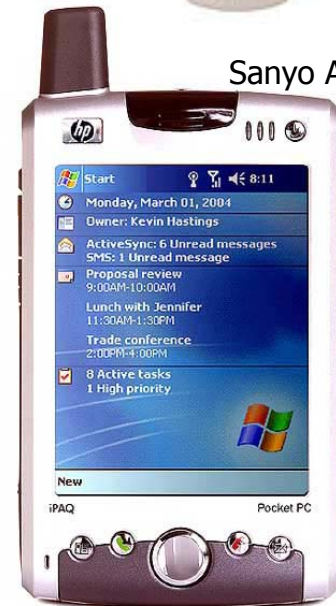 Sanyo A
hp
Start 8:11
Monday, March 01, 2004
Owner: Kevin Hastings
ActiveSync: 6 Unread messages
SMS: 1 Unread message
Proposal review
9:00AM-10:00AM
Lunch with Jennifer
11:30AM-1:30PM
Trade conference
2:00PM-4:00PM
8 Active tasks
1 High priority
New
iPAQ Pocket PC